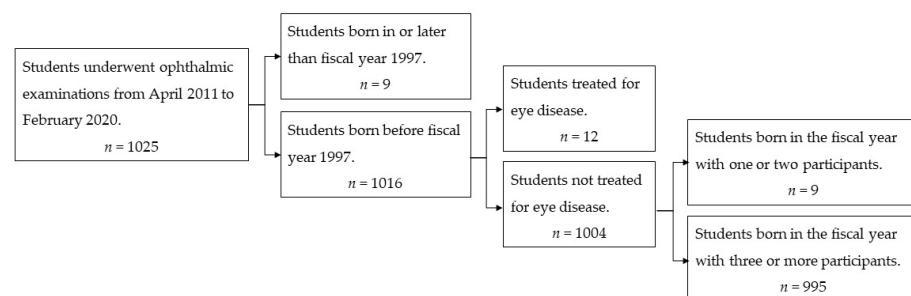 Students underwent ophthalmic
examinations from April 2011 to
February 2020.
n = 1025
Students born in or later
than fiscal year 1997.
n = 9
Students born before fiscal
year 1997.
n = 1016
Students treated for
eye disease.
n = 12
Students not treated
for eye disease.
n = 1004
Students born in the fiscal year
with one or two participants.
n = 9
Students born in the fiscal year
with three or more participants.
n = 995